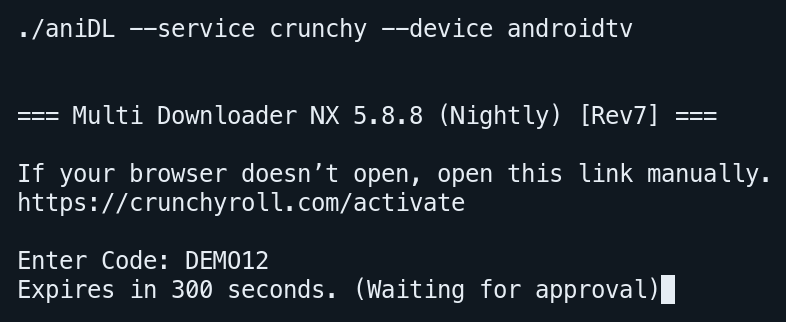 ./aniDL --service crunchy --device androidtv
=== Multi Downloader NX 5.8.8 (Nightly) [Rev7] ===
If your browser doesn’t open, open this link manually.
https://crunchyroll.com/activate
Enter Code: DEMO12
Expires in 300 seconds. (Waiting for approval)